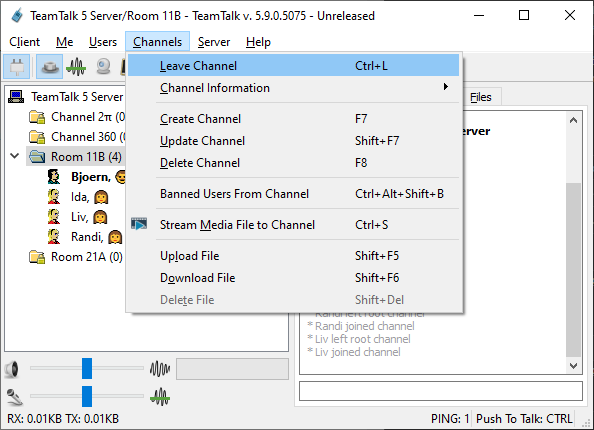 TeamTalk 5 Server/Room 11B - TeamTalk v. 5.9.0.5075 - Unreleased
Client Me Users Channels Server Help
Leave Channel Ctrl+L
Channel Information
Create Channel F7
Update Channel Shift+F7
Delete Channel F8
Banned Users From Channel Ctrl+Alt+Shift+B
Stream Media File to Channel Ctrl+S
Upload File Shift+F5
Download File Shift+F6
Delete File Shift+Del
TeamTalk 5 Server
Channel 2π (0
Channel 360 (0
Room 11B (4)
Bjoern,
Ida,
Liv,
Randi,
Room 21A (0)
Files
erver
Randi left root channel
* Randi joined channel
* Liv left root channel
* Liv joined channel
RX: 0.01KB TX: 0.01KB PING: 1 Push To Talk: CTRL